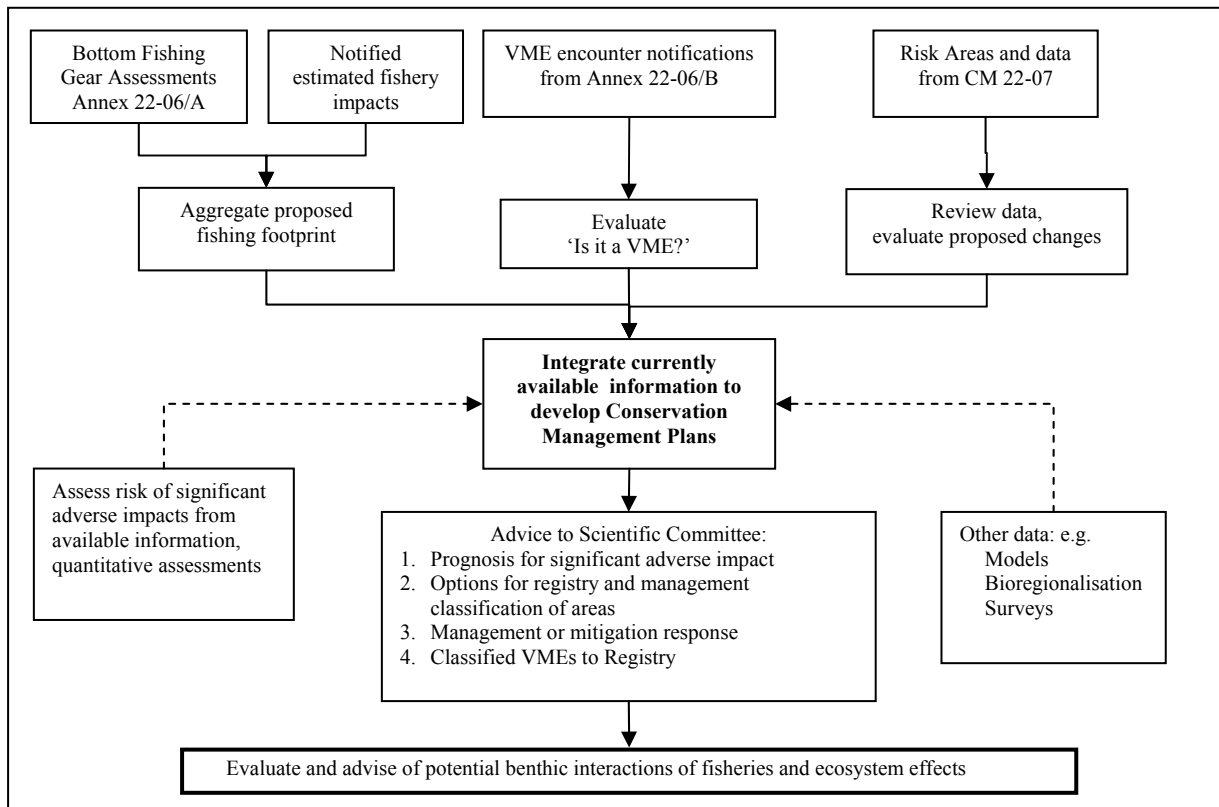 Bottom Fishing
Gear Assessments
Annex 22-06/A
Notified
estimated fishery
impacts
VME encounter notifications
from Annex 22-06/B
Risk Areas and data
from CM 22-07
Aggregate proposed
fishing footprint
Evaluate
‘Is it a VME?’
Review data,
evaluate proposed changes
Integrate currently
available information to
develop Conservation
Management Plans
Assess risk of significant
adverse impacts from
available information,
quantitative assessments
Advice to Scientific Committee:
1. Prognosis for significant adverse impact
2. Options for registry and management
classification of areas
3. Management or mitigation response
4. Classified VMEs to Registry
Other data: e.g.
Models
Bioregionalisation
Surveys
Evaluate and advise of potential benthic interactions of fisheries and ecosystem effects